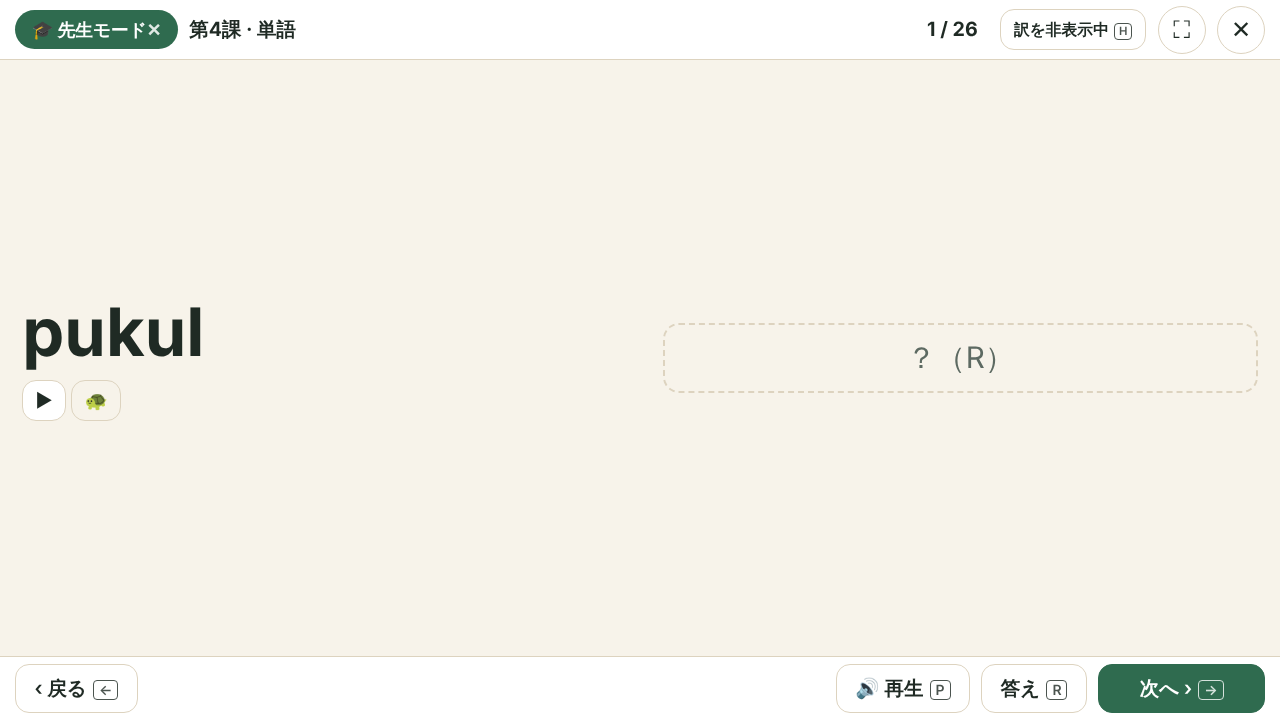 🎓 先生モード✕ 第4課 · 単語 1 / 26 訳を非表示中 H ✕
pukul
▶ 🐢
？（R）
‹ 戻る ← 🔊 再生 P 答え R 次へ › →